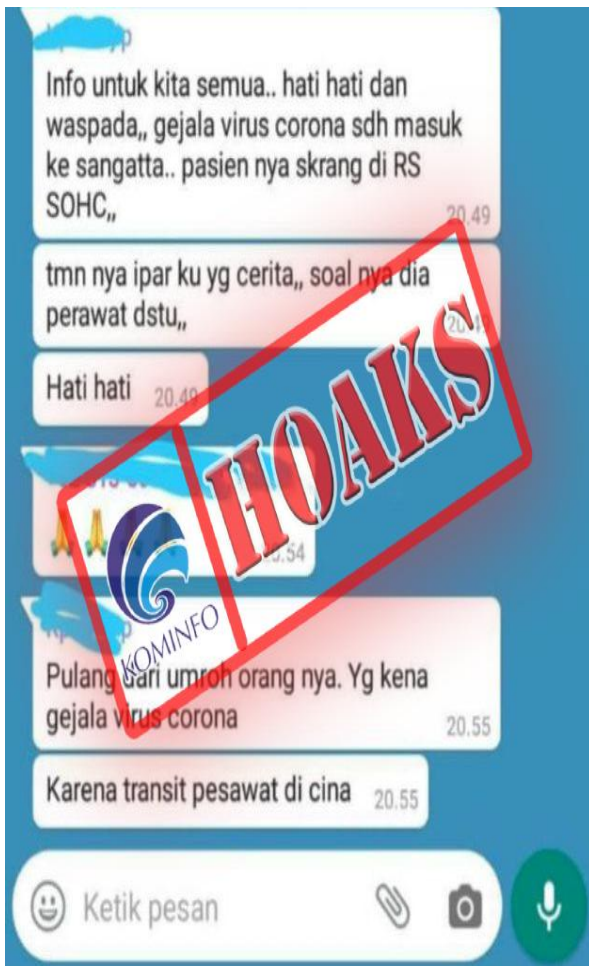 Info untuk kita semua.. hati hati dan
waspada,, gejala virus corona sdh masuk
ke sangatta.. pasien nya skrang di RS
SOHC,,
20.49
tmn nya ipar ku yg cerita,, soal nya dia
perawat dstu,,
20.49
Hati hati 20.49
HOAKS
KOMINFO
Pulang dari umroh orang nya. Yg kena
gejala virus corona
20.55
Karena transit pesawat di cina 20.55
Ketik pesan